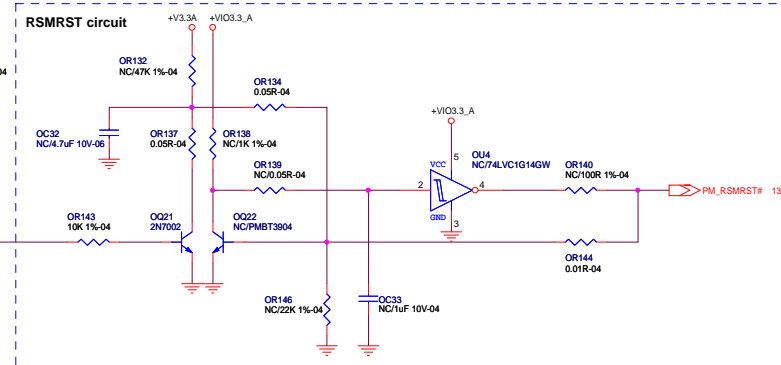 RSMRST circuit
+V3.3A
+VIO3.3_A
04
OR132
NC/47K 1%-04
OR134
0.05R-04
OC32
NC/4.7uF 10V-06
OR137
0.05R-04
OR138
NC/1K 1%-04
+VIO3.3_A
OR139
NC/0.05R-04
VCC
5
OU4
NC/74LVC1G14GW
2
4
GND
3
OR140
NC/100R 1%-04
PM_RSMRST# 13
OR143
10K 1%-04
OQ21
2N7002
OQ22
NC/PMBT3904
OR144
0.01R-04
OR146
NC/22K 1%-04
OC33
NC/1uF 10V-04